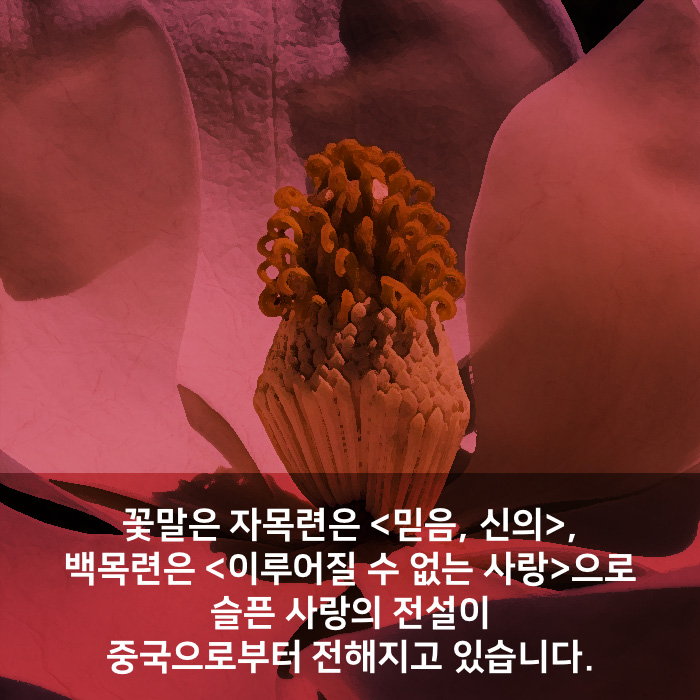 꽃말은 자목련은 <믿음, 신의>,
백목련은 <이루어질 수 없는 사랑>으로
슬픈 사랑의 전설이
중국으로부터 전해지고 있습니다.